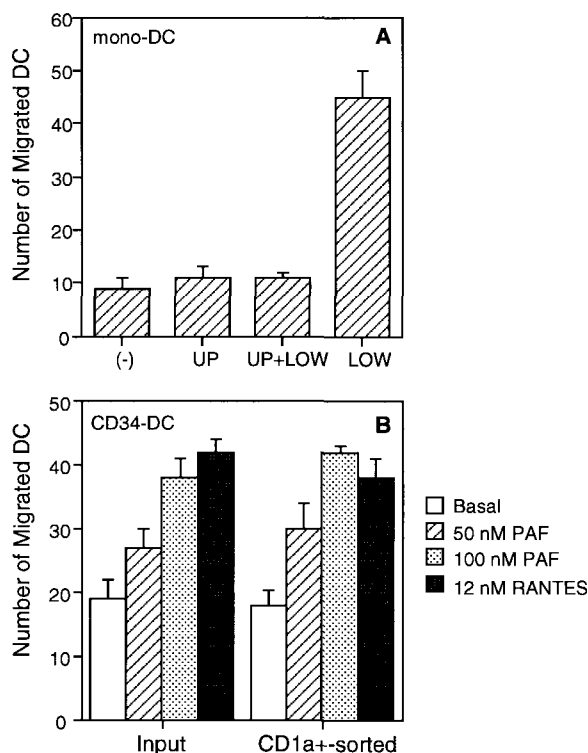 mono-DC
A
Number of Migrated DC
60
50
40
30
20
10
0
(-) UP UP+LOW LOW
CD34-DC
B
Number of Migrated DC
50
40
30
20
10
0
Input CD1a+-sorted
Basal
50 nM PAF
100 nM PAF
12 nM RANTES